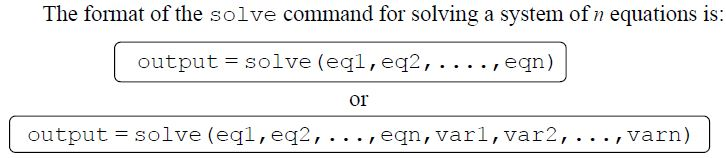 The format of the solve command for solving a system of n equations is:
output = solve(eq1,eq2,....,eqn)
or
output = solve(eq1,eq2,...,eqn,var1,var2,...,varn)